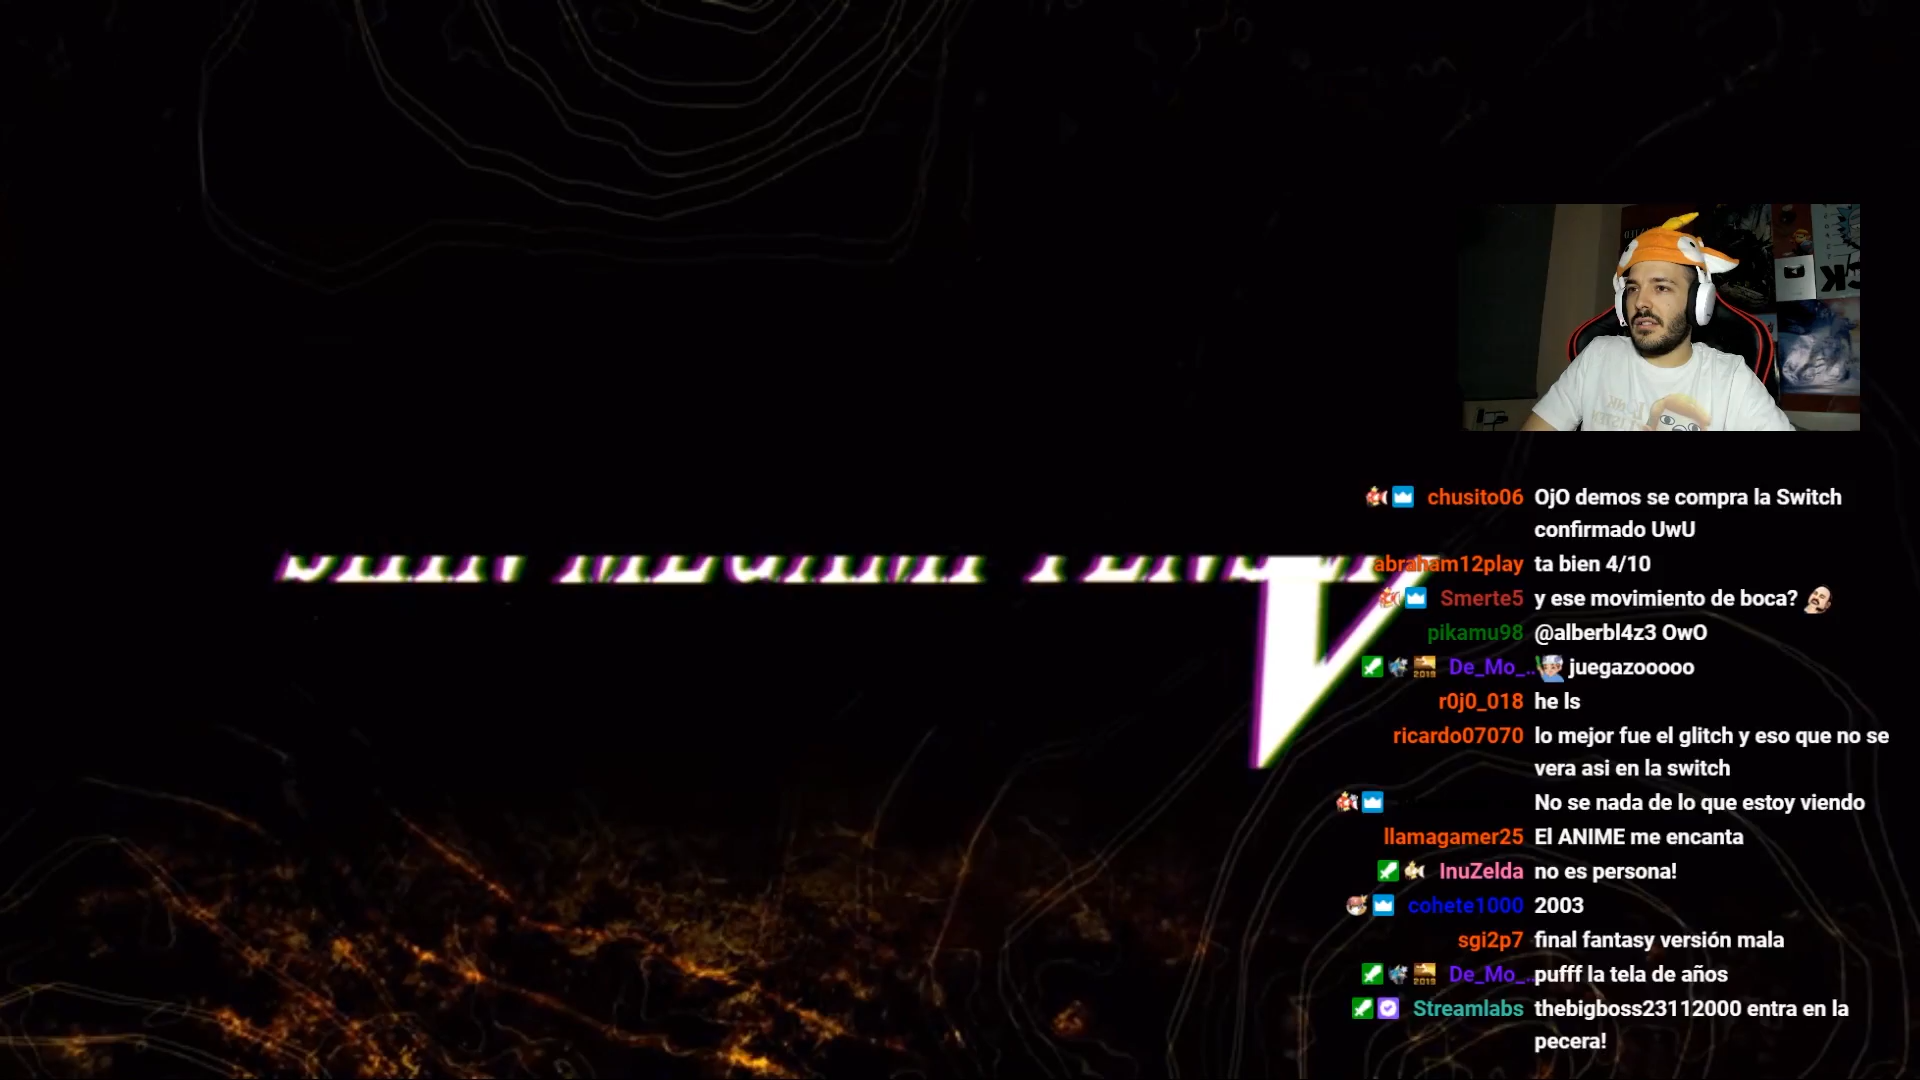 SHIN MEGAMI TENSEI
V
chusito06 OjO demos se compra la Switch
confirmado UwU
abraham12play ta bien 4/10
Smerte5 y ese movimiento de boca?
pikamu98 @alberbl4z3 OwO
De_Mo_.. juegazooooo
r0j0_018 he ls
ricardo07070 lo mejor fue el glitch y eso que no se
vera asi en la switch
No se nada de lo que estoy viendo
llamagamer25 El ANIME me encanta
InuZelda no es persona!
cohete1000 2003
sgi2p7 final fantasy versión mala
De_Mo_.. pufff la tela de años
Streamlabs thebigboss23112000 entra en la
pecera!